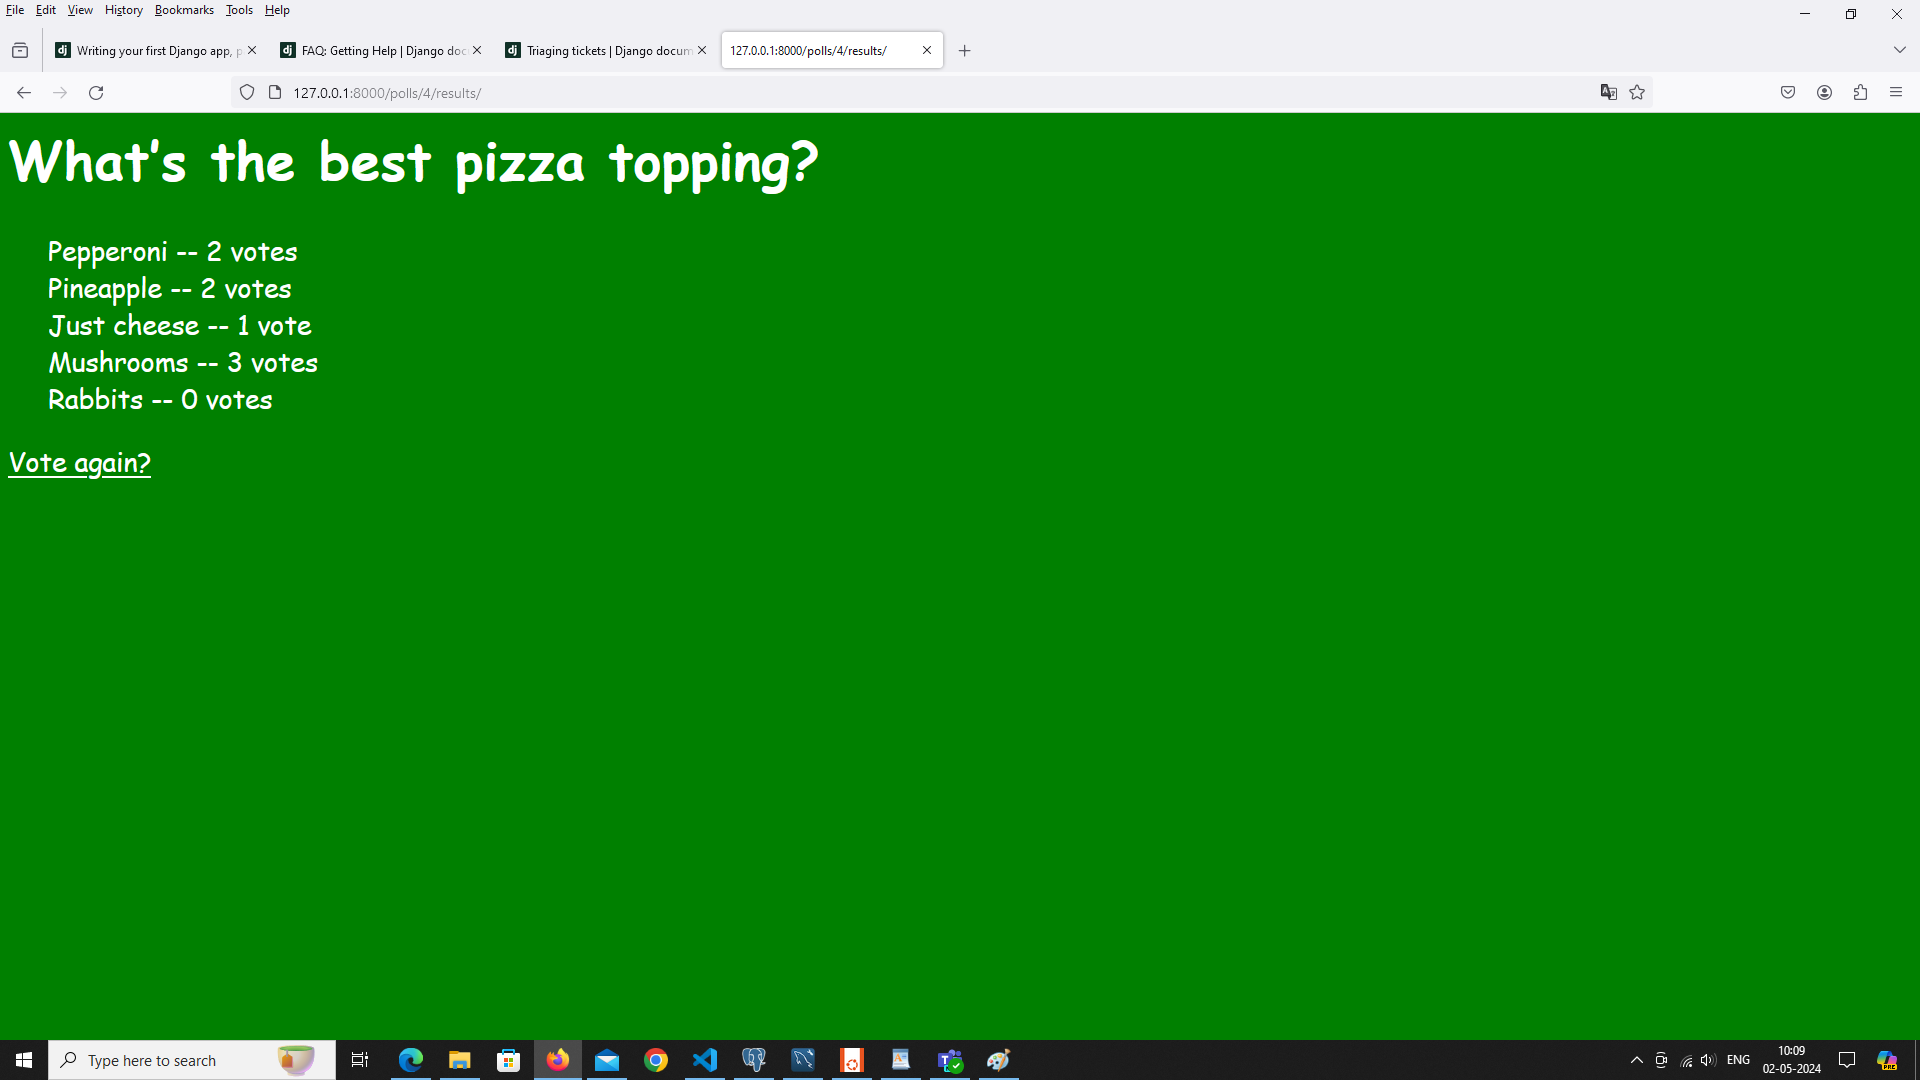 File Edit View History Bookmarks Tools Help
Writing your first Django app, p
FAQ: Getting Help | Django doc
Triaging tickets | Django docum
127.0.0.1:8000/polls/4/results/
127.0.0.1:8000/polls/4/results/
What's the best pizza topping?
Pepperoni -- 2 votes
Pineapple -- 2 votes
Just cheese -- 1 vote
Mushrooms -- 3 votes
Rabbits -- 0 votes
Vote again?
Type here to search
ENG
10:09
02-05-2024